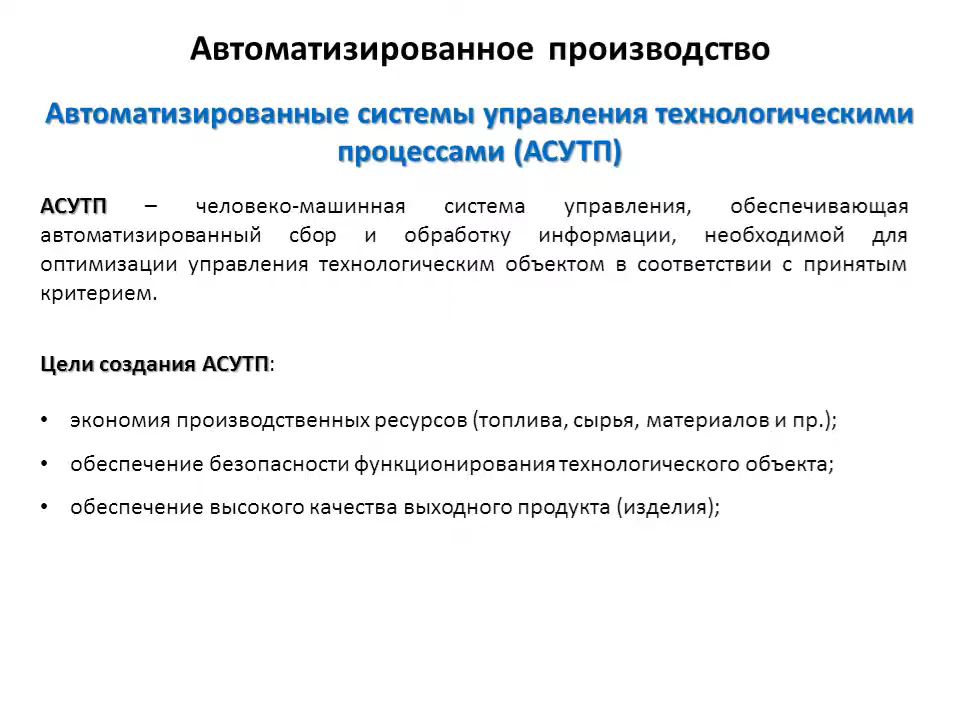 Автоматизированное производство
Автоматизированные системы управления технологическими
процессами (АСУТП)
АСУТП – человеко-машинная система управления, обеспечивающая
автоматизированный сбор и обработку информации, необходимой для
оптимизации управления технологическим объектом в соответствии с принятым
критерием.
Цели создания АСУТП:
• экономия производственных ресурсов (топлива, сырья, материалов и пр.);
• обеспечение безопасности функционирования технологического объекта;
• обеспечение высокого качества выходного продукта (изделия);